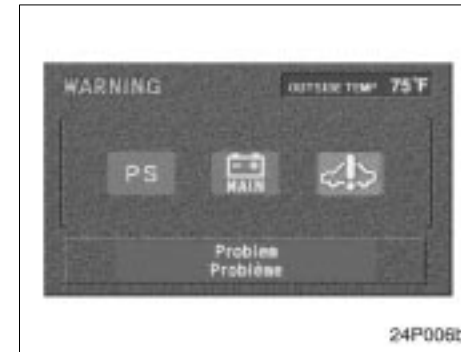 WARNING
OUTSIDE TEMP 75°F
PS
MAIN
Problem
Problème
24P006b